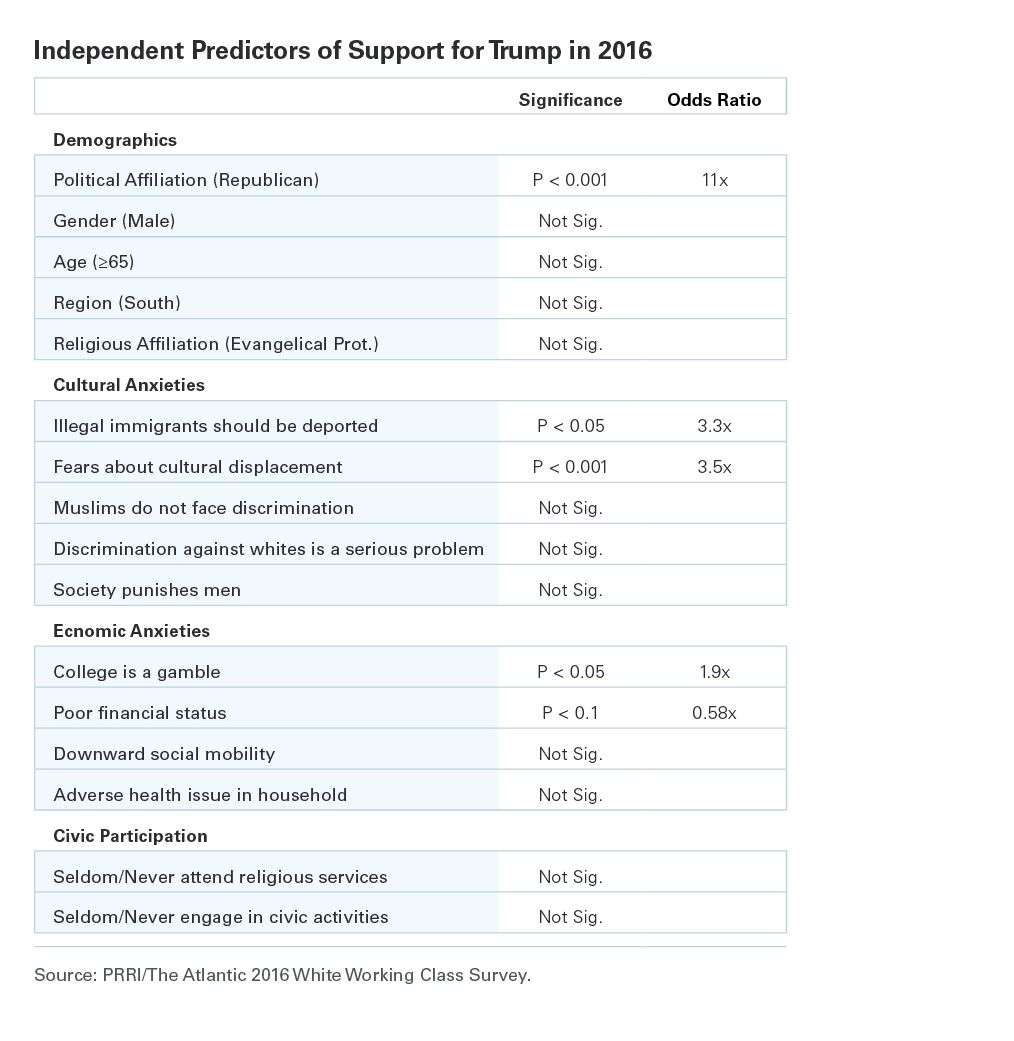 Independent Predictors of Support for Trump in 2016
Significance Odds Ratio
Demographics
Political Affiliation (Republican) P < 0.001 11x
Gender (Male) Not Sig.
Age (≥65) Not Sig.
Region (South) Not Sig.
Religious Affiliation (Evangelical Prot.) Not Sig.
Cultural Anxieties
Illegal immigrants should be deported P < 0.05 3.3x
Fears about cultural displacement P < 0.001 3.5x
Muslims do not face discrimination Not Sig.
Discrimination against whites is a serious problem Not Sig.
Society punishes men Not Sig.
Ecnomic Anxieties
College is a gamble P < 0.05 1.9x
Poor financial status P < 0.1 0.58x
Downward social mobility Not Sig.
Adverse health issue in household Not Sig.
Civic Participation
Seldom/Never attend religious services Not Sig.
Seldom/Never engage in civic activities Not Sig.
Source: PRRI/The Atlantic 2016 White Working Class Survey.